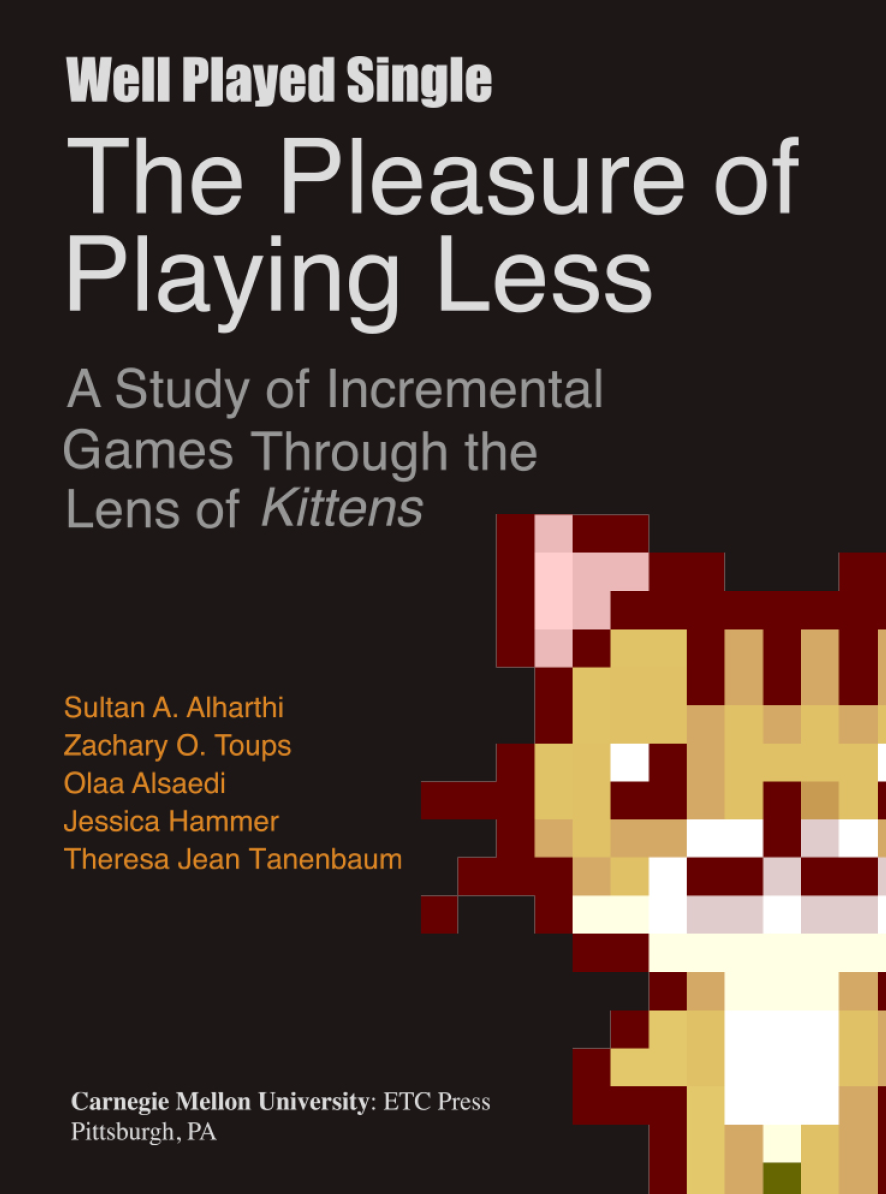 Well Played Single
The Pleasure of
Playing Less
A Study of Incremental
Games Through the
Lens of Kittens
Sultan A. Alharthi
Zachary O. Toups
Olaa Alsaedi
Jessica Hammer
Theresa Jean Tanenbaum
Carnegie Mellon University: ETC Press
Pittsburgh, PA